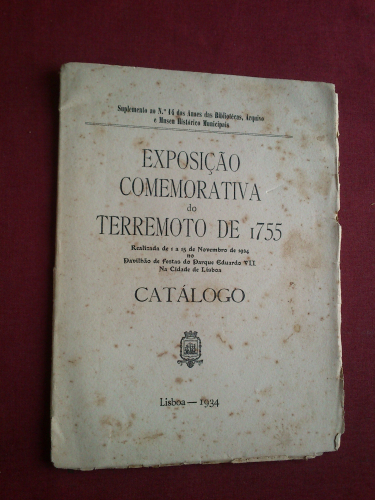 Suplemento ao N.º 14 dos Anaes das Bibliotécas, Arquivo
e Museu Histórico Municipais
EXPOSIÇÃO
COMEMORATIVA
do
TERREMOTO DE 1755
Realizada de 1 a 15 de Novembro de 1934
no
Pavilhão de Festas do Parque Eduardo VII
Na Cidade de Lisboa
CATÁLOGO
Lisboa — 1934